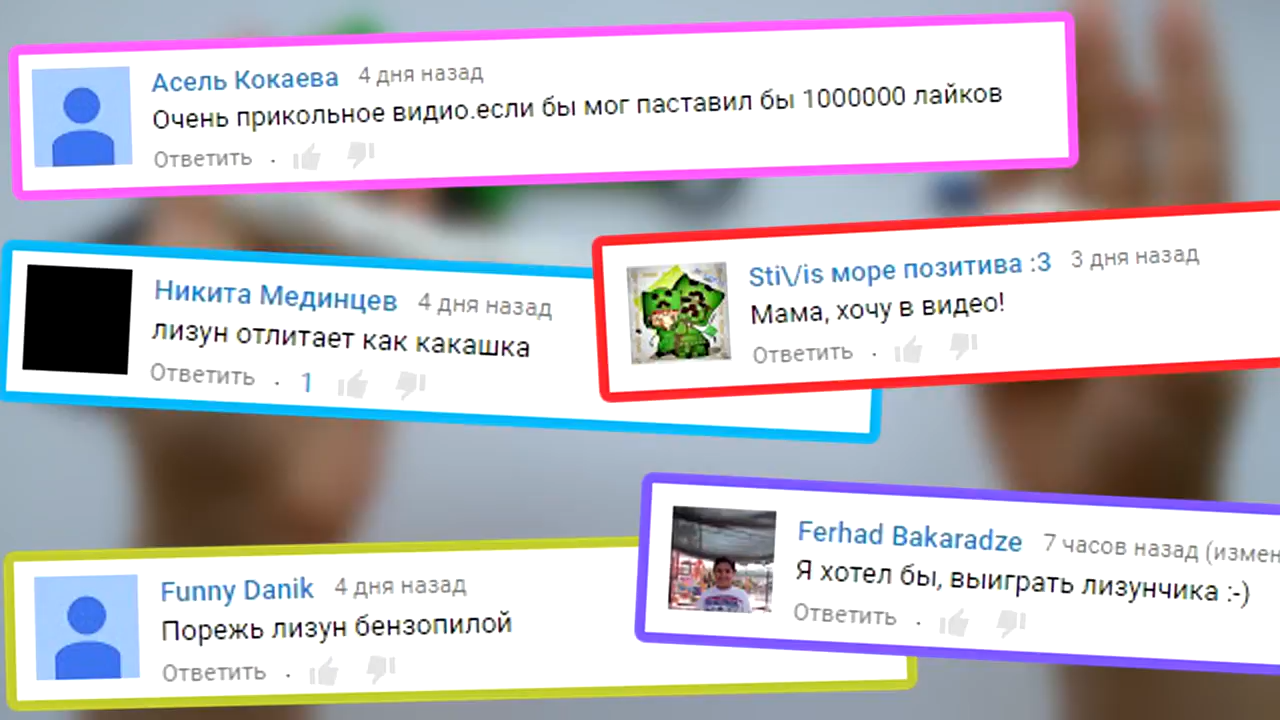 Асель Кокаева 4 дня назад
Очень прикольное видио.если бы мог паставил бы 1000000 лайков
Ответить ·
Никита Мединцев 4 дня назад
лизун отлитает как какашка
Ответить · 1
Sti\/is море позитива :3 3 дня назад
Мама, хочу в видео!
Ответить ·
Ferhad Bakaradze 7 часов назад (измен
Я хотел бы, выиграть лизунчика :-)
Ответить ·
Funny Danik 4 дня назад
Порежь лизун бензопилой
Ответить ·